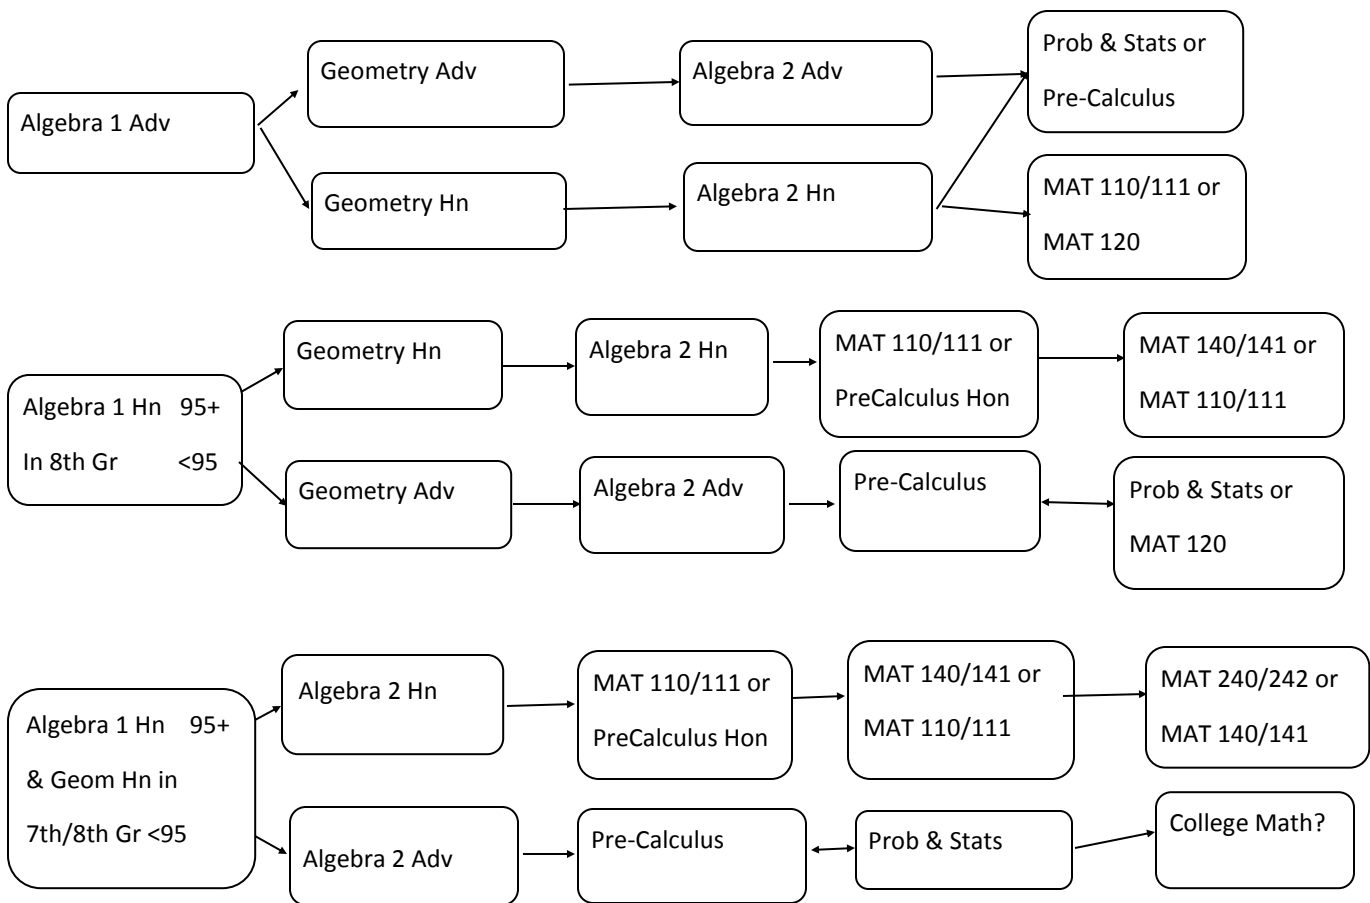 Algebra 1 Adv
Geometry Adv
Algebra 2 Adv
Prob & Stats or
Pre-Calculus
Geometry Hn
Algebra 2 Hn
MAT 110/111 or
MAT 120
Algebra 1 Hn 95+
In 8th Gr <95
Geometry Hn
Algebra 2 Hn
MAT 110/111 or
PreCalculus Hon
MAT 140/141 or
MAT 110/111
Geometry Adv
Algebra 2 Adv
Pre-Calculus
Prob & Stats or
MAT 120
Algebra 1 Hn 95+
& Geom Hn in
7th/8th Gr <95
Algebra 2 Hn
MAT 110/111 or
PreCalculus Hon
MAT 140/141 or
MAT 110/111
MAT 240/242 or
MAT 140/141
Algebra 2 Adv
Pre-Calculus
Prob & Stats
College Math?